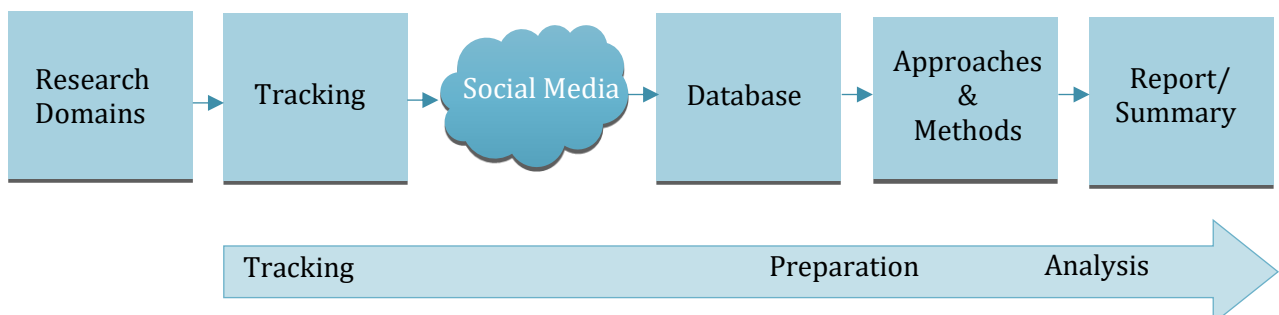 Research
Domains
Tracking
Social Media
Database
Approaches
&
Methods
Report/
Summary
Tracking
Preparation
Analysis